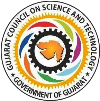 GUJARAT COUNCIL ON SCIENCE AND TECHNOLOGY
GOVERNMENT OF GUJARAT